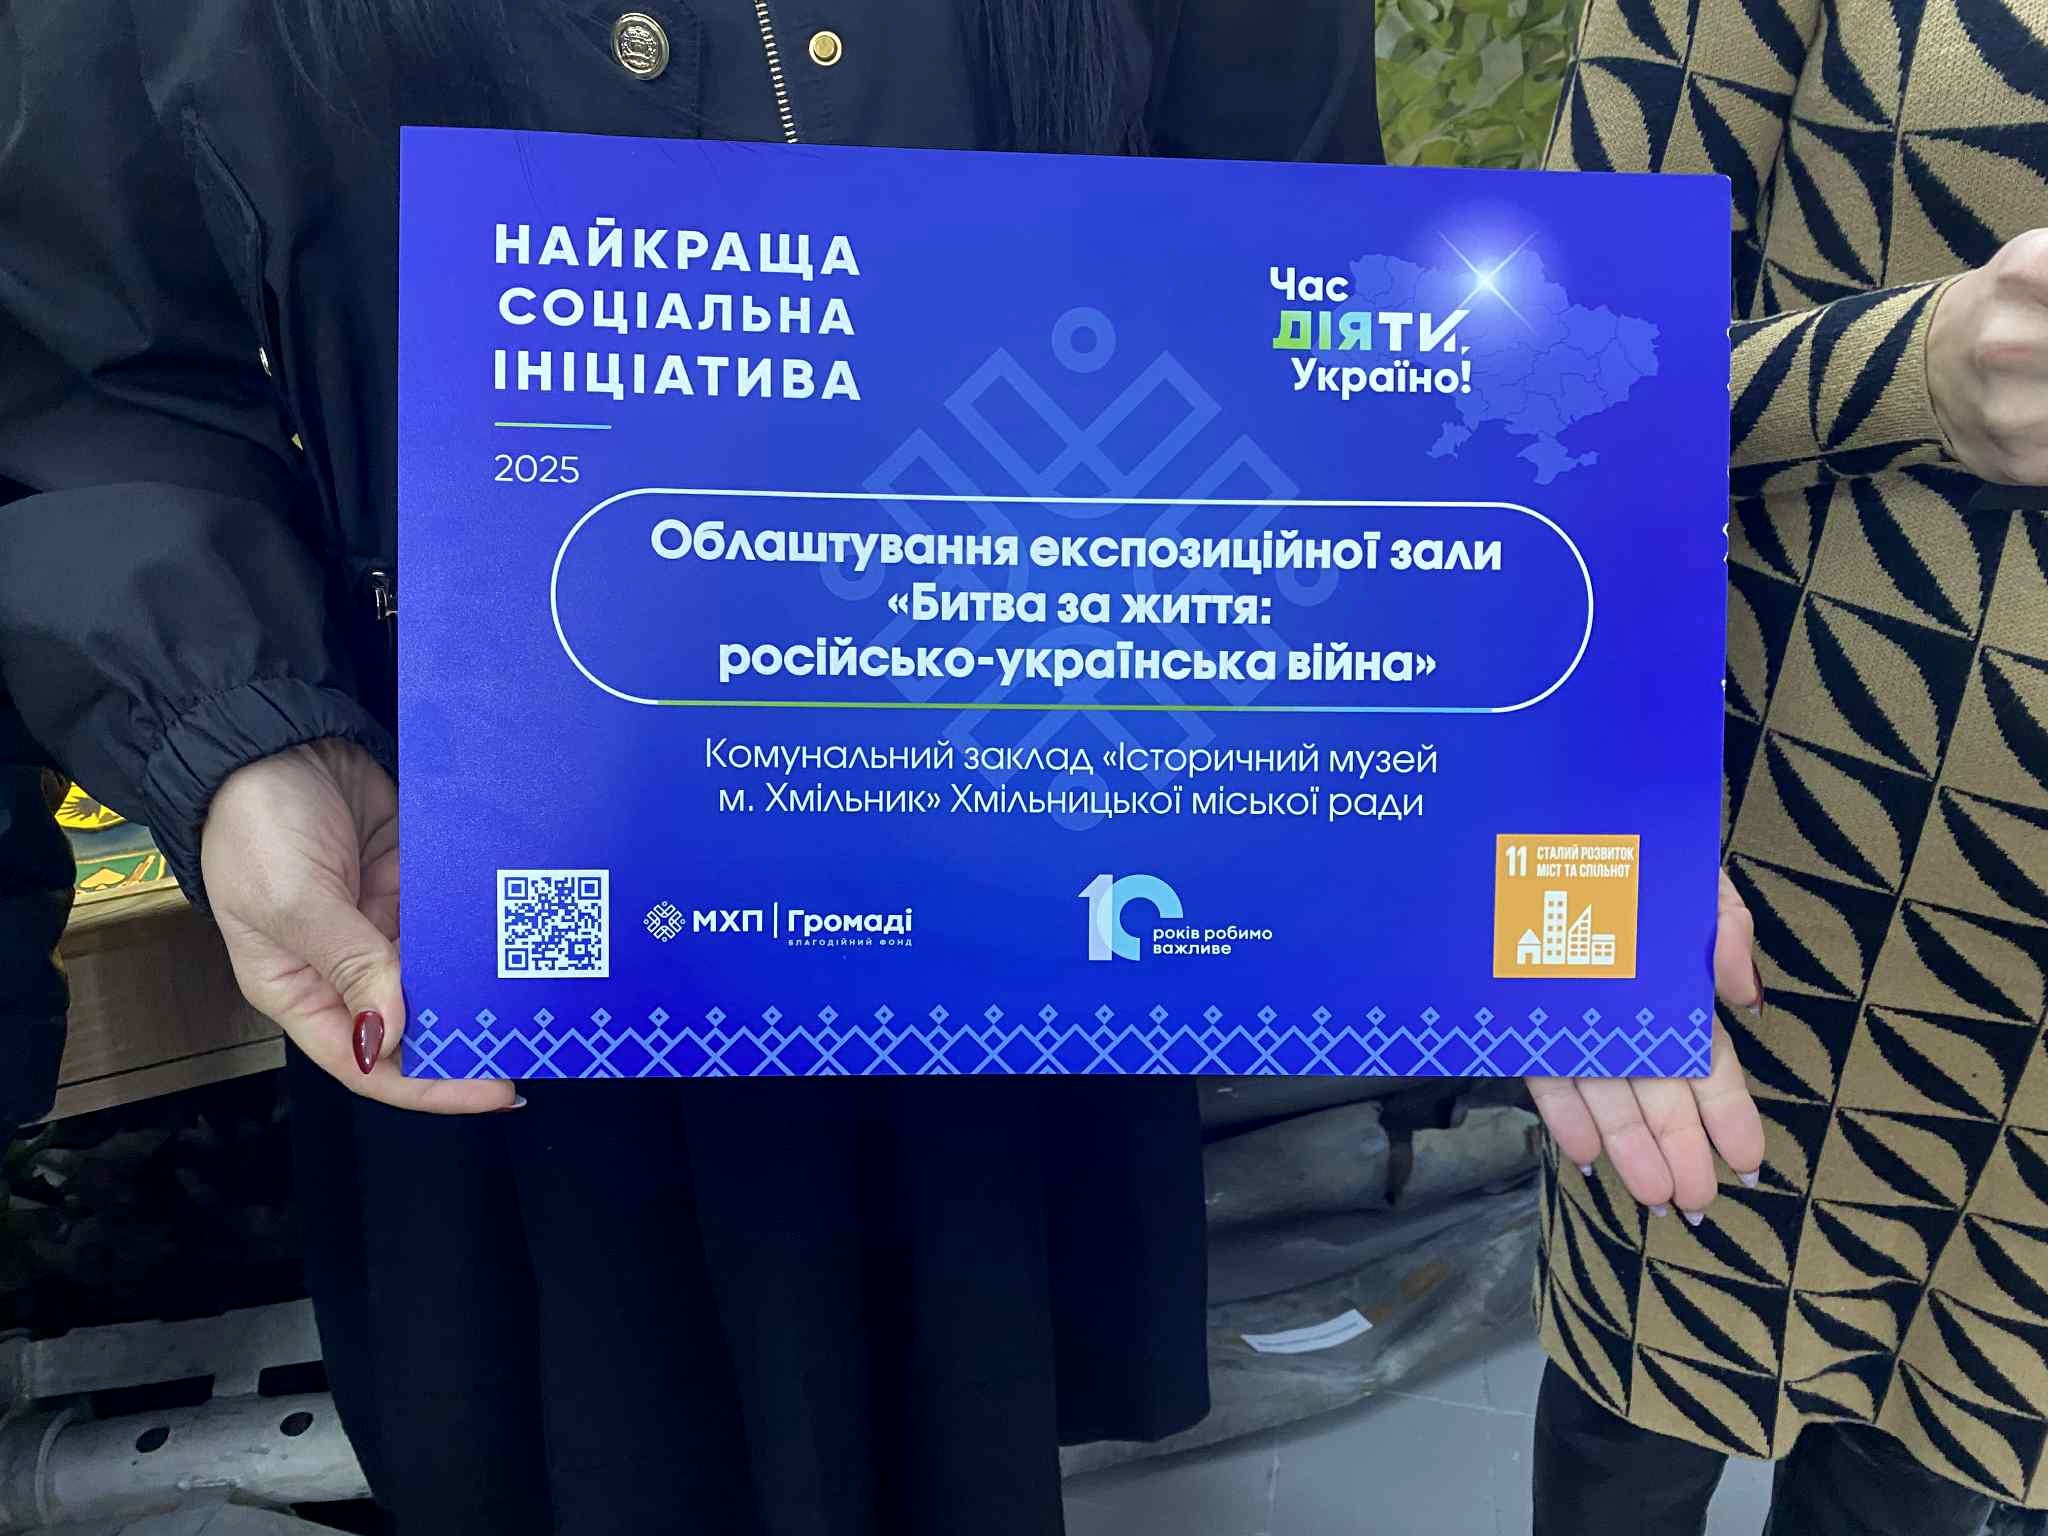 НАЙКРАЩА
СОЦІАЛЬНА
ІНІЦІАТИВА
2025
Час
ДІЯТИ,
Україно!
Облаштування експозиційної зали
«Битва за життя:
російсько-українська війна»
Комунальний заклад «Історичний музей
м. Хмільник» Хмільницької міської ради
МХП | Громаді
БЛАГОДІЙНИЙ ФОНД
10
років робимо
важливе
11 СТАЛИЙ РОЗВИТОК
МІСТ ТА СПІЛЬНОТ